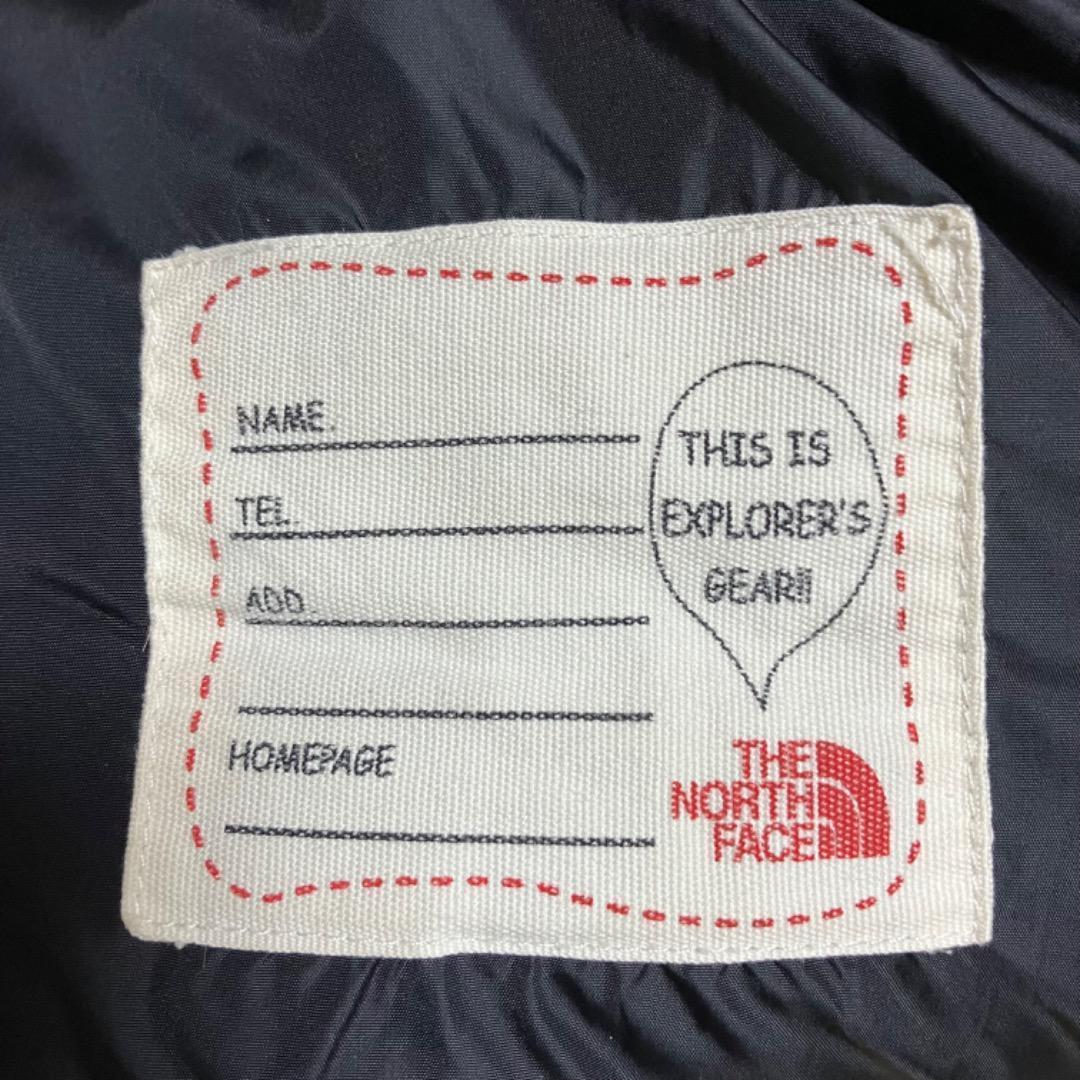 NAME.
TEL.
ADD.
HOMEPAGE
THIS IS
EXPLORER'S
GEAR!!
THE
NORTH
FACE